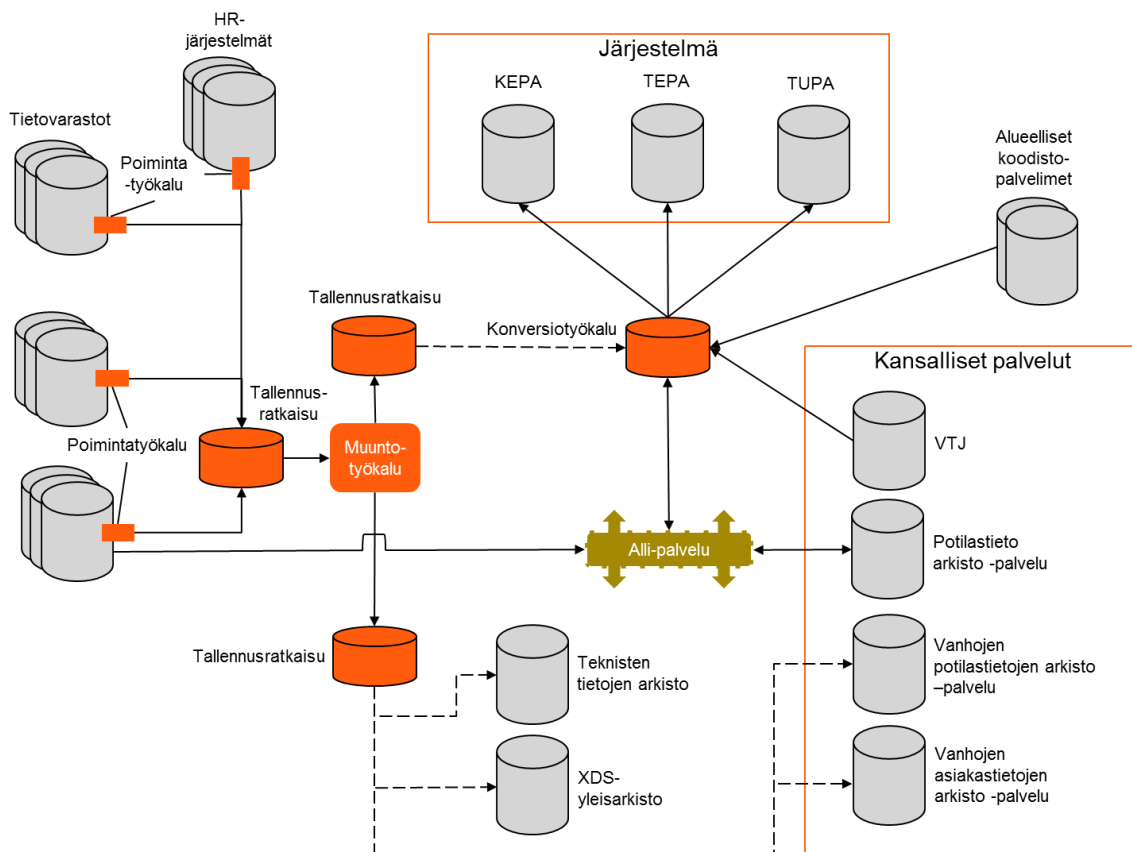 HR-
järjestelmät
Järjestelmä
KEPA
TEPA
TUPA
Tietovarastot
Poiminta
-työkalu
Alueelliset
koodisto-
palvelimet
Tallennusratkaisu
Konversiotyökalu
Kansalliset palvelut
Tallennus-
ratkaisu
Poimintatyökalu
Muunto-
työkalu
VTJ
Alli-palvelu
Potilastieto
arkisto -palvelu
Tallennusratkaisu
Teknisten
tietojen arkisto
Vanhojen
potilastietojen arkisto
–palvelu
XDS-
yleisarkisto
Vanhojen
asiakastietojen
arkisto -palvelu